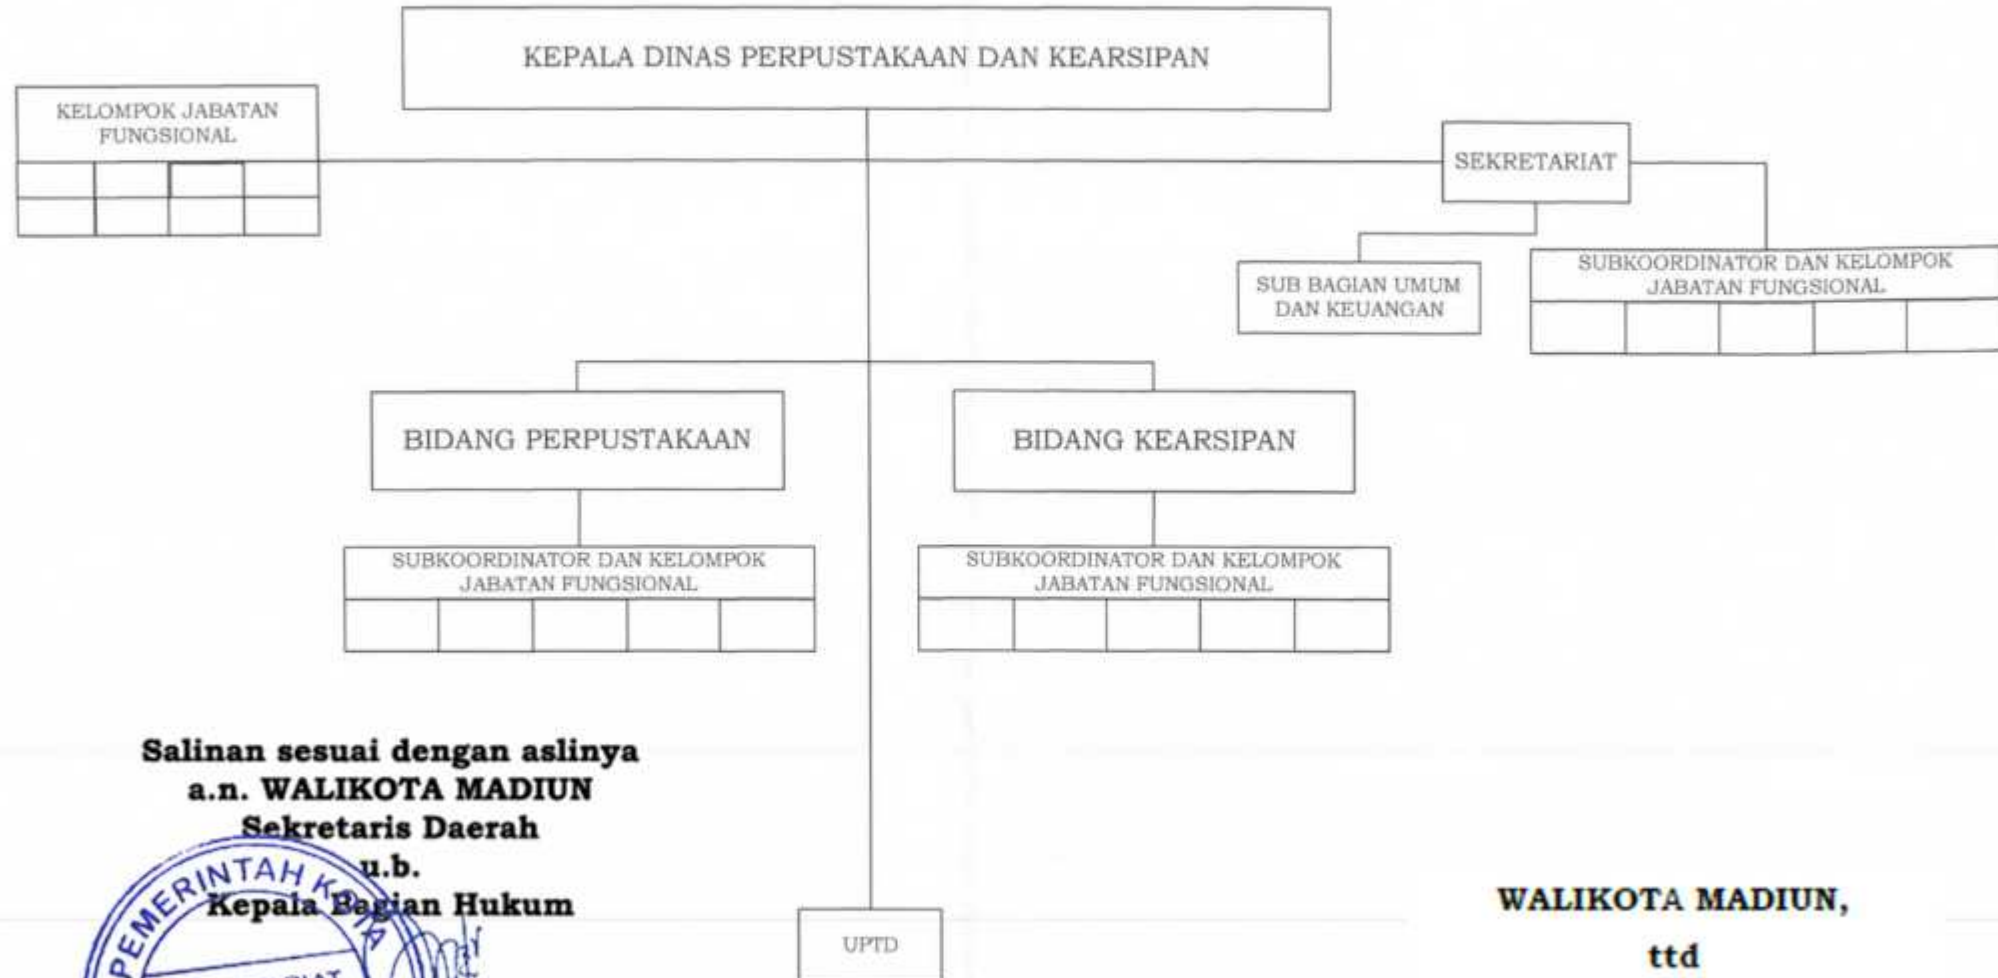 KEPALA DINAS PERPUSTAKAAN DAN KEARSIPAN
KELOMPOK JABATAN
FUNGSIONAL
SEKRETARIAT
SUB BAGIAN UMUM
DAN KEUANGAN
SUBKOORDINATOR DAN KELOMPOK
JABATAN FUNGSIONAL
BIDANG PERPUSTAKAAN
BIDANG KEARSIPAN
SUBKOORDINATOR DAN KELOMPOK
JABATAN FUNGSIONAL
SUBKOORDINATOR DAN KELOMPOK
JABATAN FUNGSIONAL
Salinan sesuai dengan aslinya
a.n. WALIKOTA MADIUN
Sekretaris Daerah
u.b.
Kepala Bagian Hukum
PEMERINTAH KOTA
UPTD
WALIKOTA MADIUN,
ttd